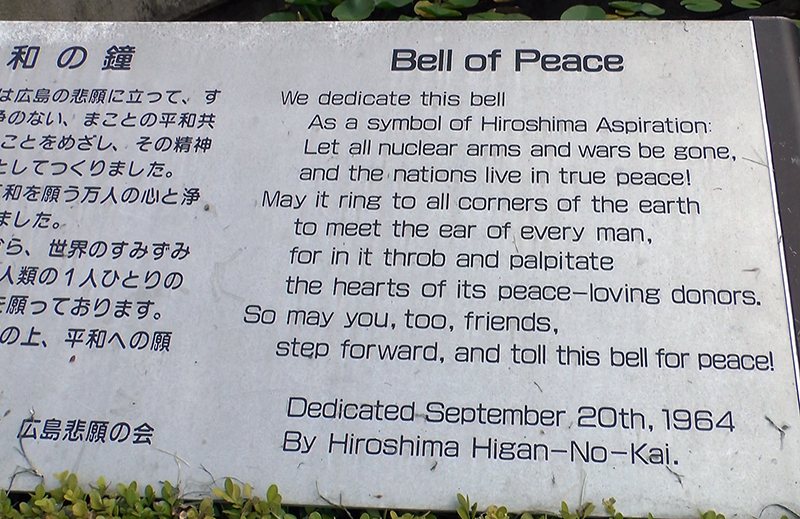 和の鐘
は広島の悲願に立って、す
争のない、まことの平和共
ことをめざし、その精神
としてつくりました。
和を願う万人の心と浄
ました。
ら、世界のすみずみ
人類の1人ひとりの
を願っております。
の上、平和への願
広島悲願の会
Bell of Peace
We dedicate this bell
As a symbol of Hiroshima Aspiration:
Let all nuclear arms and wars be gone,
and the nations live in true peace!
May it ring to all corners of the earth
to meet the ear of every man,
for in it throb and palpitate
the hearts of its peace-loving donors.
So may you, too, friends,
step forward, and toll this bell for peace!
Dedicated September 20th, 1964
By Hiroshima Higan-No-Kai.